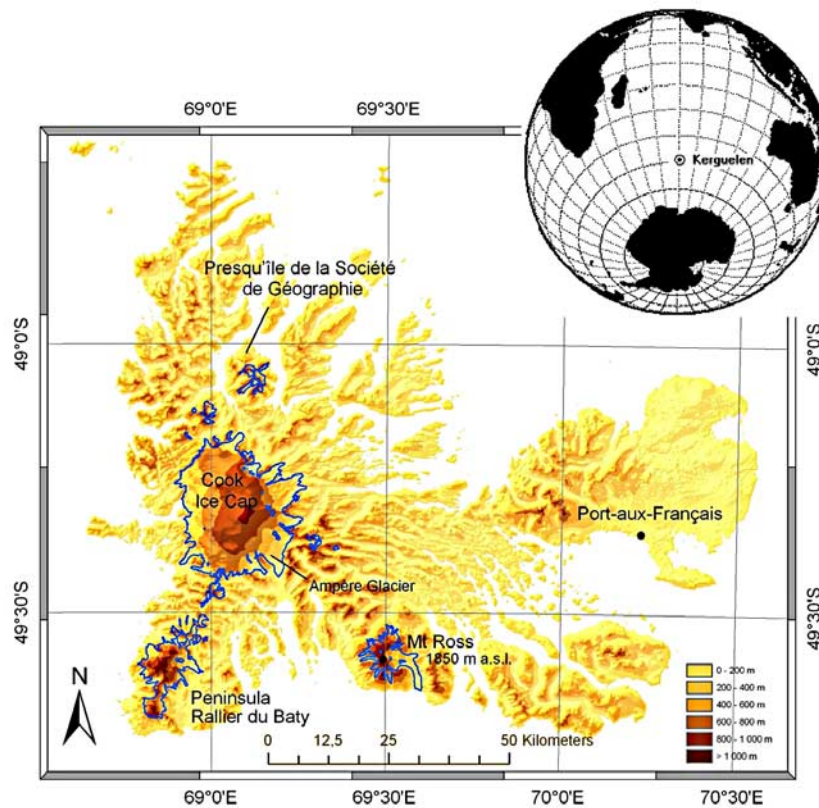 69°0'E
69°30'E
Kerguelen
Presqu'île de la Société
de Géographie
49°0'S
49°0'S
Cook
Ice Cap
Port-aux-Français
Ampère Glacier
49°30'S
49°30'S
Mt Ross
1850 m a.s.l.
N
Peninsula
Rallier du Baty
0 12,5 25 50 Kilometers
0 - 200 m
200 - 400 m
400 - 600 m
600 - 800 m
800 - 1 000 m
> 1 000 m
69°0'E
69°30'E
70°0'E
70°30'E